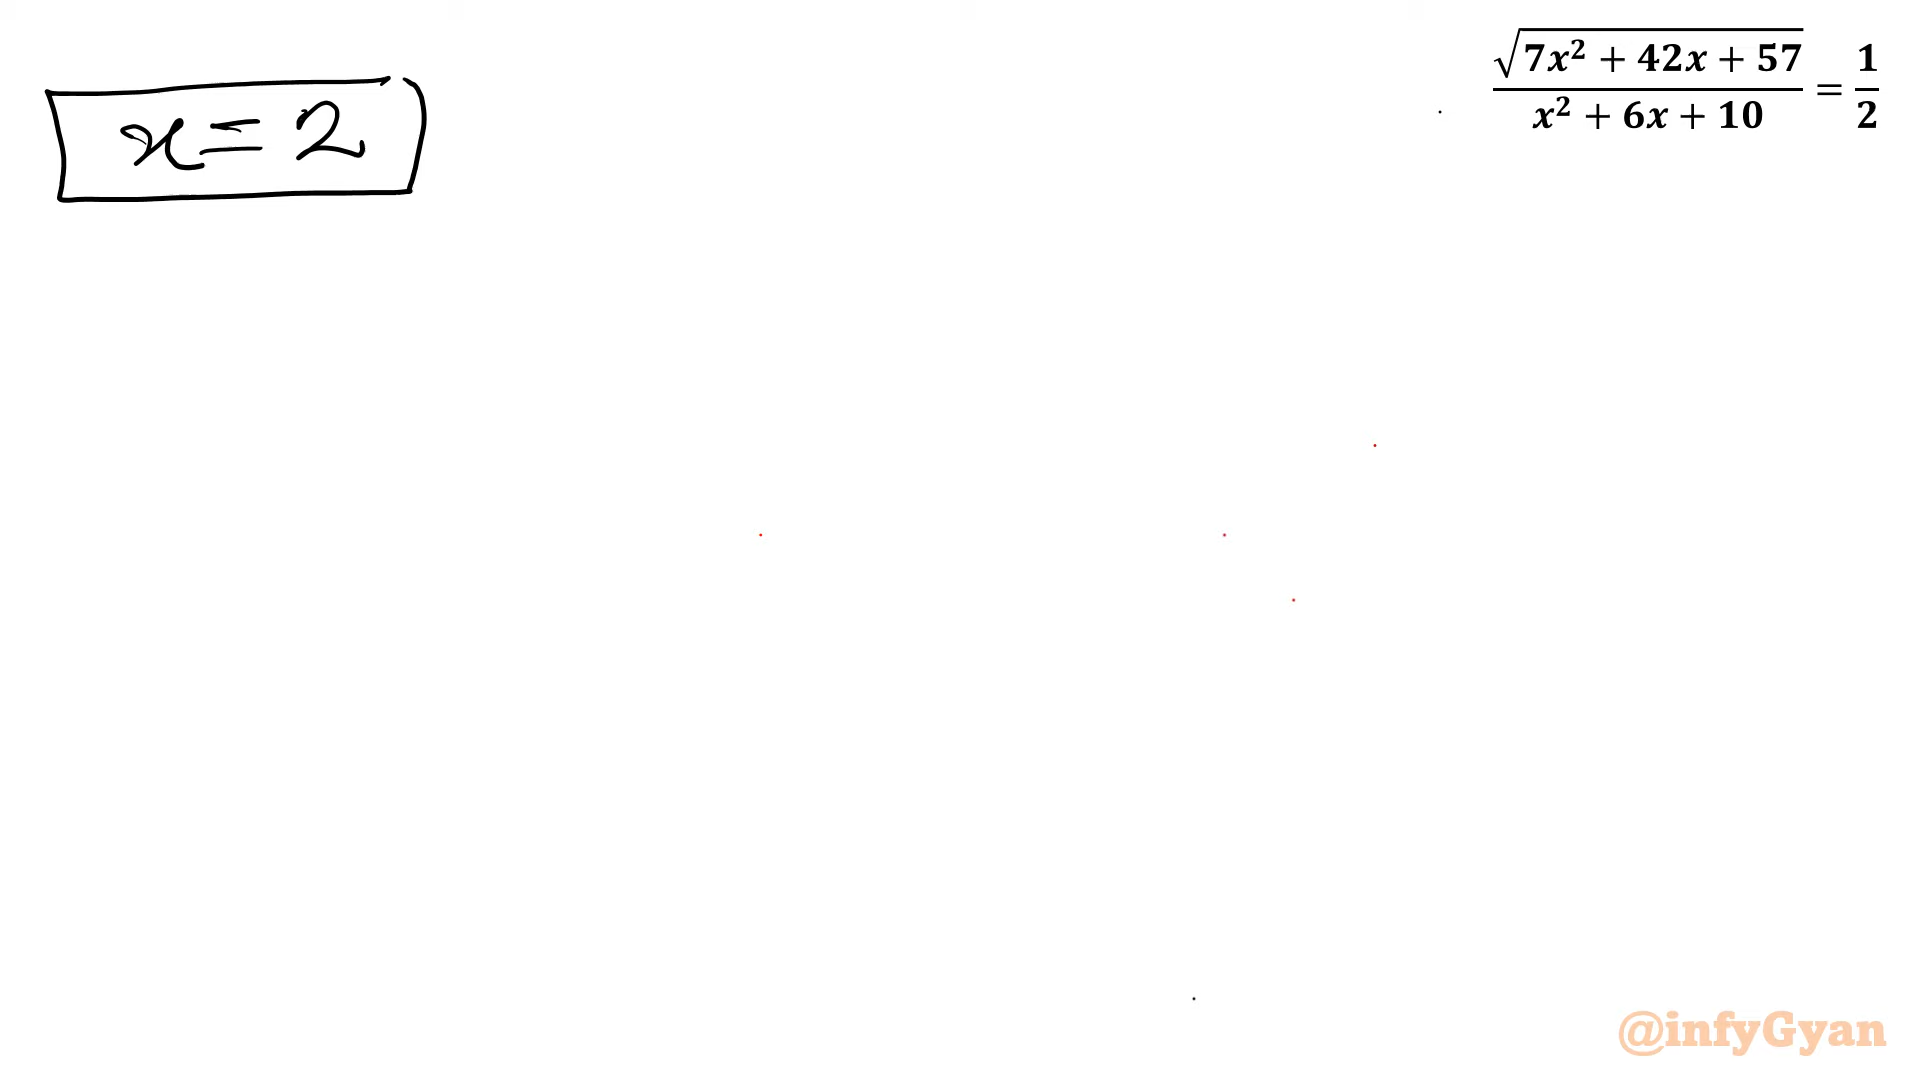 x = 2
√(7x² + 42x + 57) / (x² + 6x + 10) = 1/2
@infyGyan